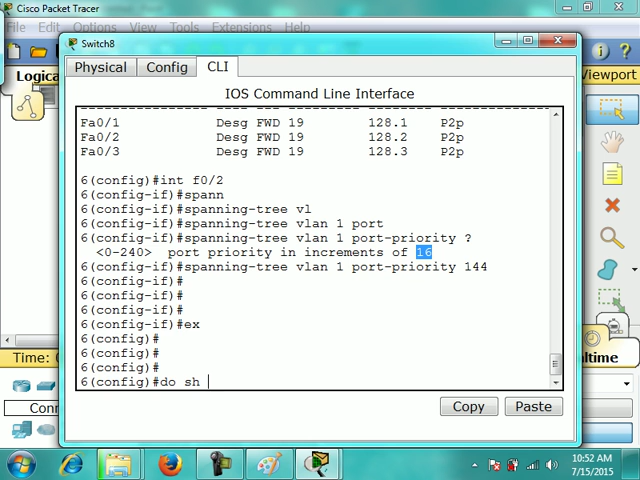 Cisco Packet Tracer
File Edit Options View Tools Extensions Help
Switch8
Logica
Viewport
Physical Config CLI
IOS Command Line Interface
Fa0/1 Desg FWD 19 128.1 P2p
Fa0/2 Desg FWD 19 128.2 P2p
Fa0/3 Desg FWD 19 128.3 P2p
6(config)#int f0/2
6(config-if)#spann
6(config-if)#spanning-tree vl
6(config-if)#spanning-tree vlan 1 port
6(config-if)#spanning-tree vlan 1 port-priority ?
<0-240> port priority in increments of 16
6(config-if)#spanning-tree vlan 1 port-priority 144
6(config-if)#
6(config-if)#
6(config-if)#
6(config-if)#ex
6(config)#
6(config)#
6(config)#
6(config)#do sh
Time: 
ealtime
Conn
Copy Paste
10:52 AM
7/15/2015